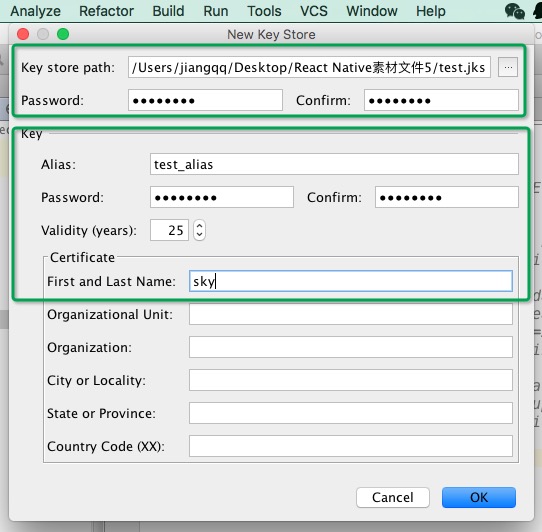 Analyze Refactor Build Run Tools VCS Window Help
New Key Store
Key store path: /Users/jiangqq/Desktop/React Native素材文件5/test.jks ...
Password: ●●●●●●●● Confirm: ●●●●●●●●
Key
Alias: test_alias
Password: ●●●●●●●● Confirm: ●●●●●●●●
Validity (years): 25
Certificate
First and Last Name: sky
Organizational Unit:
Organization:
City or Locality:
State or Province:
Country Code (XX):
Cancel OK